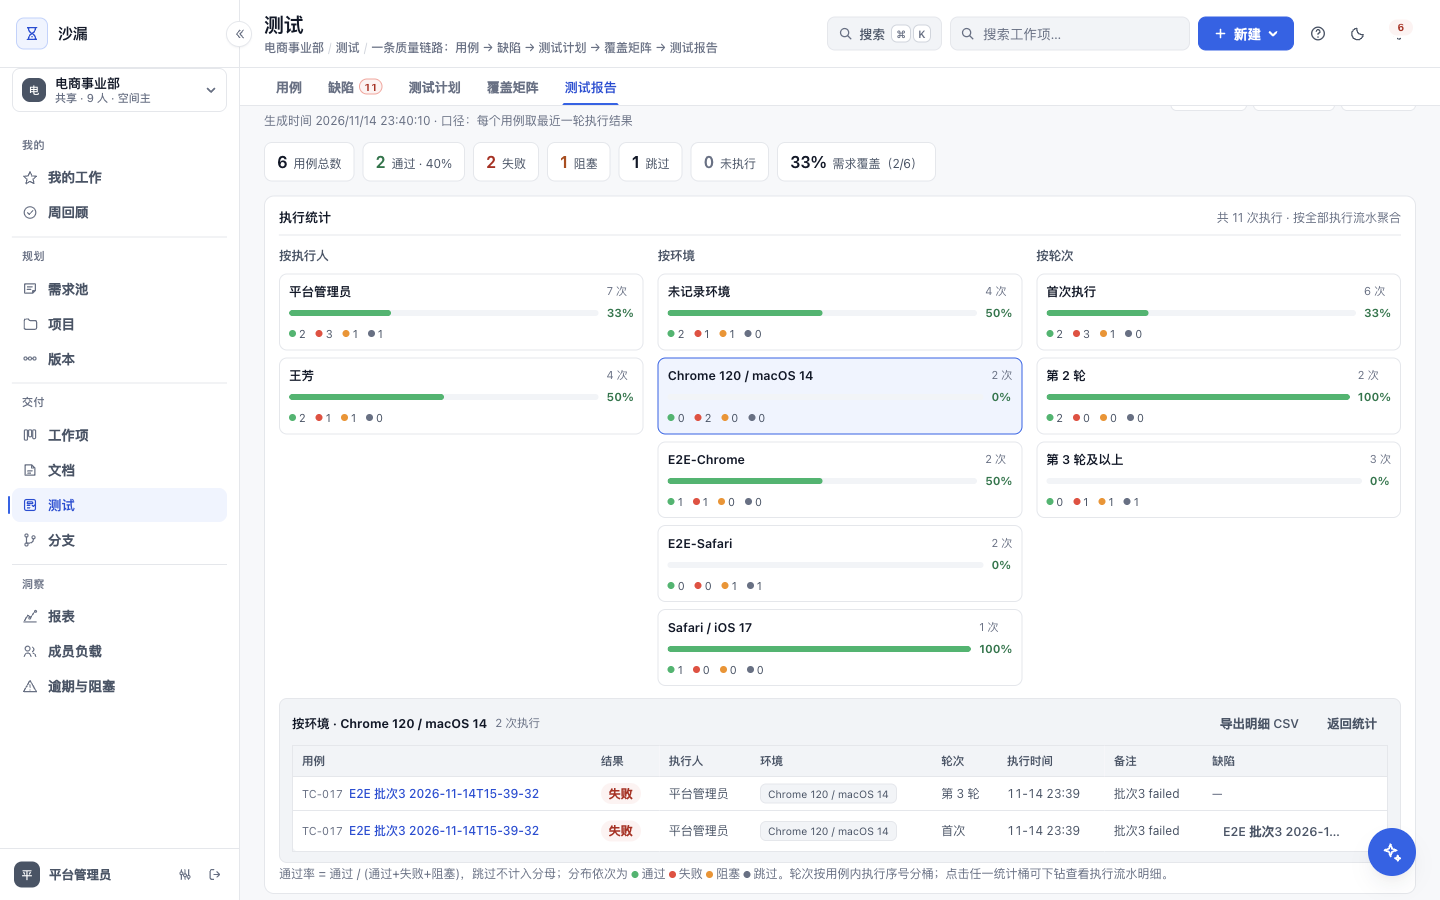 沙漏
测试
电商事业部 / 测试 / 一条质量链路：用例 → 缺陷 → 测试计划 → 覆盖矩阵 → 测试报告
搜索 ⌘ K
搜索工作项...
+ 新建
6
电
电商事业部
共享 · 9 人 · 空间主
用例
缺陷 11
测试计划
覆盖矩阵
测试报告
我的
我的工作
周回顾
规划
需求池
项目
版本
交付
工作项
文档
测试
分支
洞察
报表
成员负载
逾期与阻塞
平
平台管理员
生成时间 2026/11/14 23:40:10 · 口径：每个用例取最近一轮执行结果
6 用例总数
2 通过 · 40%
2 失败
1 阻塞
1 跳过
0 未执行
33% 需求覆盖（2/6）
执行统计
共 11 次执行 · 按全部执行流水聚合
按执行人
平台管理员 7 次
33%
2 3 1 1
王芳 4 次
50%
2 1 1 0
按环境
未记录环境 4 次
50%
2 1 1 0
Chrome 120 / macOS 14 2 次
0%
0 2 0 0
E2E-Chrome 2 次
50%
1 1 0 0
E2E-Safari 2 次
0%
0 0 1 1
Safari / iOS 17 1 次
100%
1 0 0 0
按轮次
首次执行 6 次
33%
2 3 1 0
第 2 轮 2 次
100%
2 0 0 0
第 3 轮及以上 3 次
0%
0 1 1 1
按环境 · Chrome 120 / macOS 14 2 次执行
导出明细 CSV
返回统计
用例 结果 执行人 环境 轮次 执行时间 备注 缺陷
TC-017 E2E 批次3 2026-11-14T15-39-32 失败 平台管理员 Chrome 120 / macOS 14 第 3 轮 11-14 23:39 批次3 failed —
TC-017 E2E 批次3 2026-11-14T15-39-32 失败 平台管理员 Chrome 120 / macOS 14 首次 11-14 23:39 批次3 failed E2E 批次3 2026-1...
通过率 = 通过 / (通过+失败+阻塞)，跳过不计入分母；分布依次为 ● 通过 ● 失败 ● 阻塞 ● 跳过。轮次按用例内执行序号分桶；点击任一统计桶可下钻查看执行流水明细。